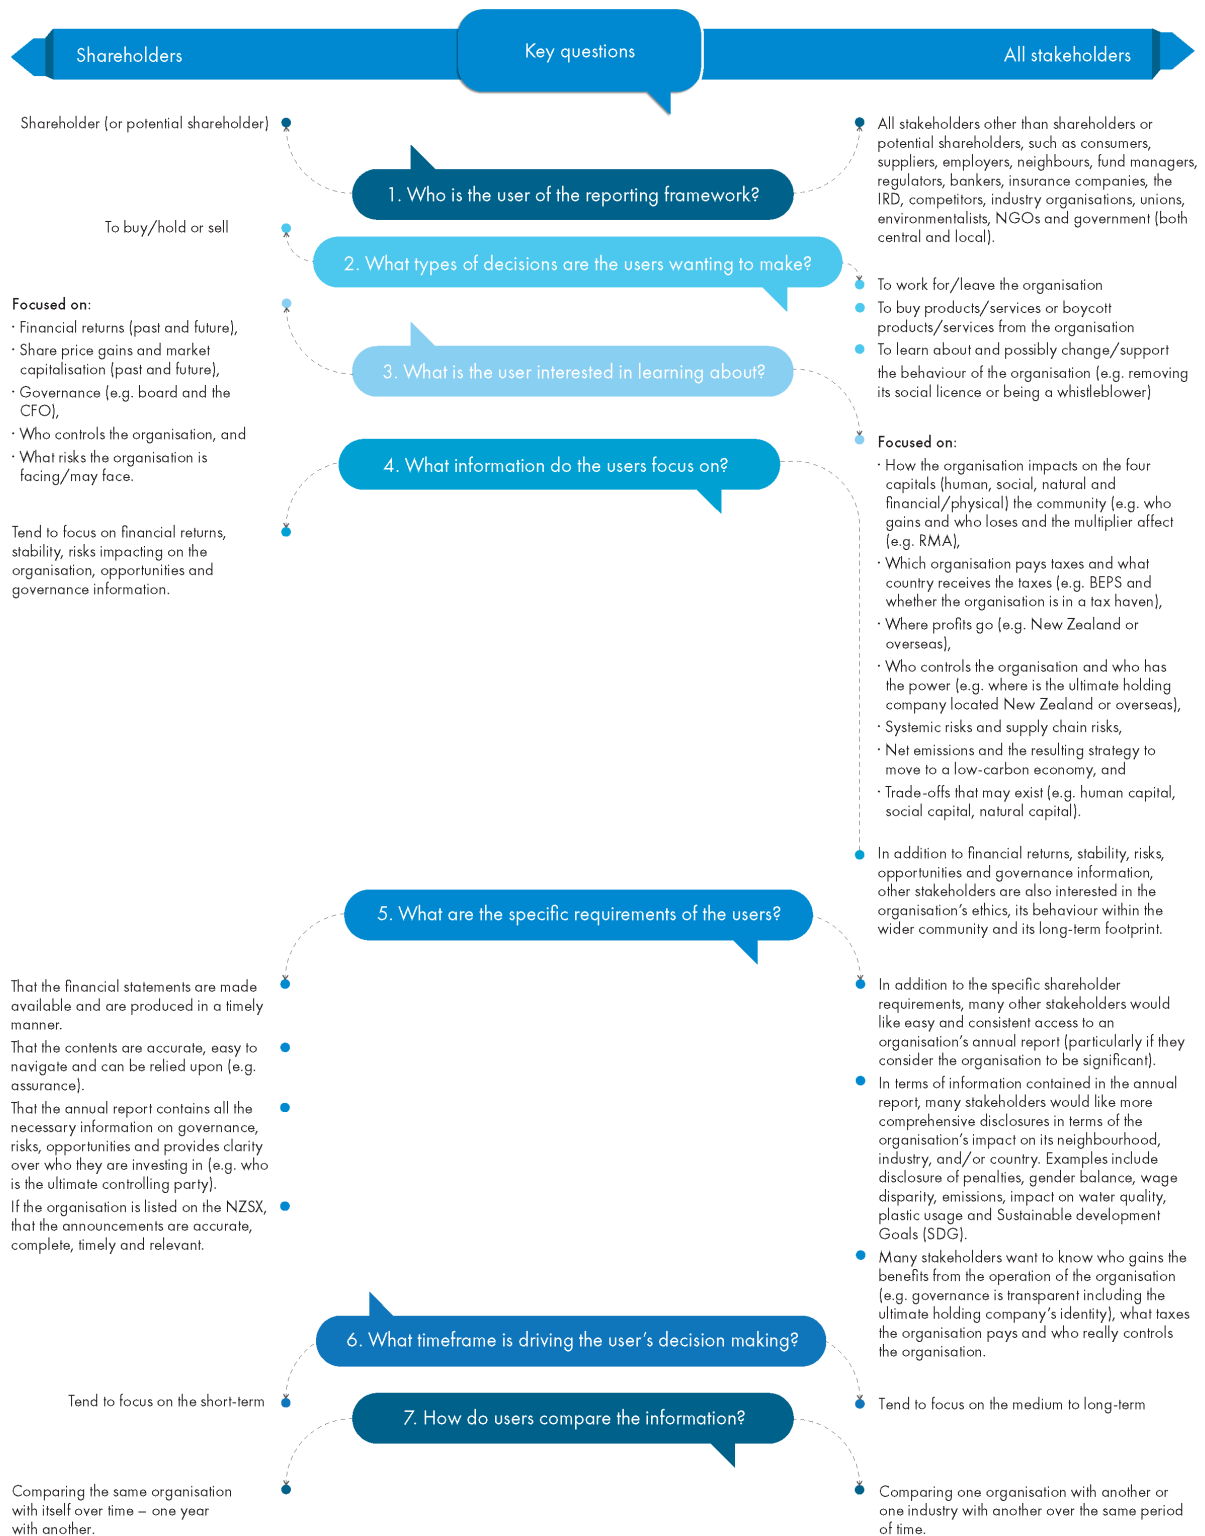 Shareholders
Key questions
All stakeholders
Shareholder (or potential shareholder)
1. Who is the user of the reporting framework?
All stakeholders other than shareholders or
potential shareholders, such as consumers,
suppliers, employers, neighbours, fund managers,
regulators, bankers, insurance companies, the
IRD, competitors, industry organisations, unions,
environmentalists, NGOs and government (both
central and local).
To buy/hold or sell
2. What types of decisions are the users wanting to make?
To work for/leave the organisation
To buy products/services or boycott
products/services from the organisation
To learn about and possibly change/support
the behaviour of the organisation (e.g. removing
its social licence or being a whistleblower)
Focused on:
· Financial returns (past and future),
· Share price gains and market
capitalisation (past and future),
· Governance (e.g. board and the
CFO),
· Who controls the organisation, and
· What risks the organisation is
facing/may face.
3. What is the user interested in learning about?
Focused on:
· How the organisation impacts on the four
capitals (human, social, natural and
financial/physical) the community (e.g. who
gains and who loses and the multiplier affect
(e.g. RMA),
· Which organisation pays taxes and what
country receives the taxes (e.g. BEPS and
whether the organisation is in a tax haven),
· Where profits go (e.g. New Zealand or
overseas),
· Who controls the organisation and who has
the power (e.g. where is the ultimate holding
company located New Zealand or overseas),
· Systemic risks and supply chain risks,
· Net emissions and the resulting strategy to
move to a low-carbon economy, and
· Trade-offs that may exist (e.g. human capital,
social capital, natural capital).
4. What information do the users focus on?
Tend to focus on financial returns,
stability, risks impacting on the
organisation, opportunities and
governance information.
In addition to financial returns, stability, risks,
opportunities and governance information,
other stakeholders are also interested in the
organisation's ethics, its behaviour within the
wider community and its long-term footprint.
5. What are the specific requirements of the users?
That the financial statements are made
available and are produced in a timely
manner.
That the contents are accurate, easy to
navigate and can be relied upon (e.g.
assurance).
That the annual report contains all the
necessary information on governance,
risks, opportunities and provides clarity
over who they are investing in (e.g. who
is the ultimate controlling party).
If the organisation is listed on the NZSX,
that the announcements are accurate,
complete, timely and relevant.
In addition to the specific shareholder
requirements, many other stakeholders would
like easy and consistent access to an
organisation's annual report (particularly if they
consider the organisation to be significant).
In terms of information contained in the annual
report, many stakeholders would like more
comprehensive disclosures in terms of the
organisation's impact on its neighbourhood,
industry, and/or country. Examples include
disclosure of penalties, gender balance, wage
disparity, emissions, impact on water quality,
plastic usage and Sustainable development
Goals (SDG).
Many stakeholders want to know who gains the
benefits from the operation of the organisation
(e.g. governance is transparent including the
ultimate holding company's identity), what taxes
the organisation pays and who really controls
the organisation.
6. What timeframe is driving the user's decision making?
Tend to focus on the short-term
Tend to focus on the medium to long-term
7. How do users compare the information?
Comparing the same organisation
with itself over time – one year
with another.
Comparing one organisation with another or
one industry with another over the same period
of time.